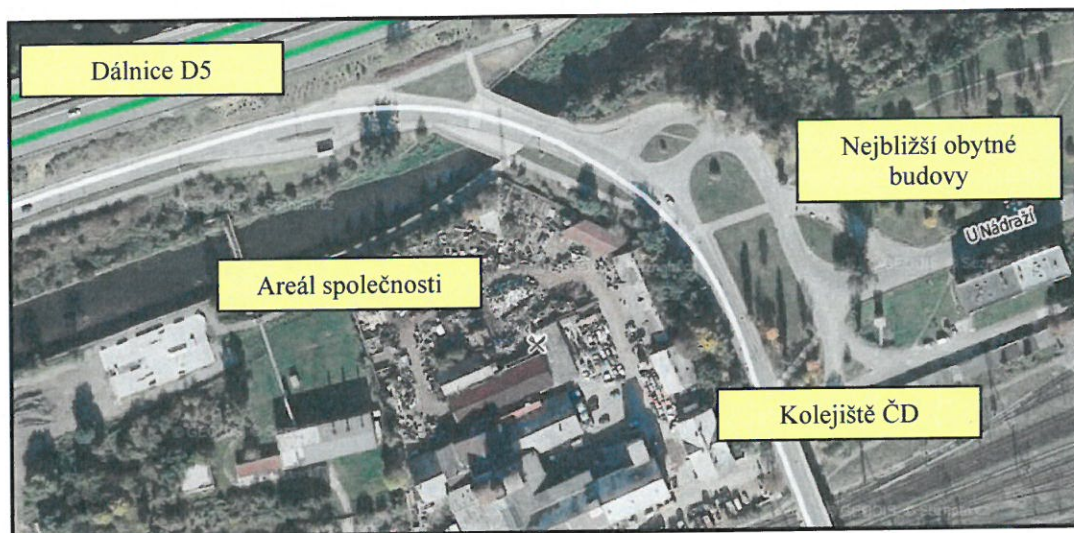 Dálnice D5
Nejbližší obytné
budovy
U Nádraží
Areál společnosti
Kolejiště ČD